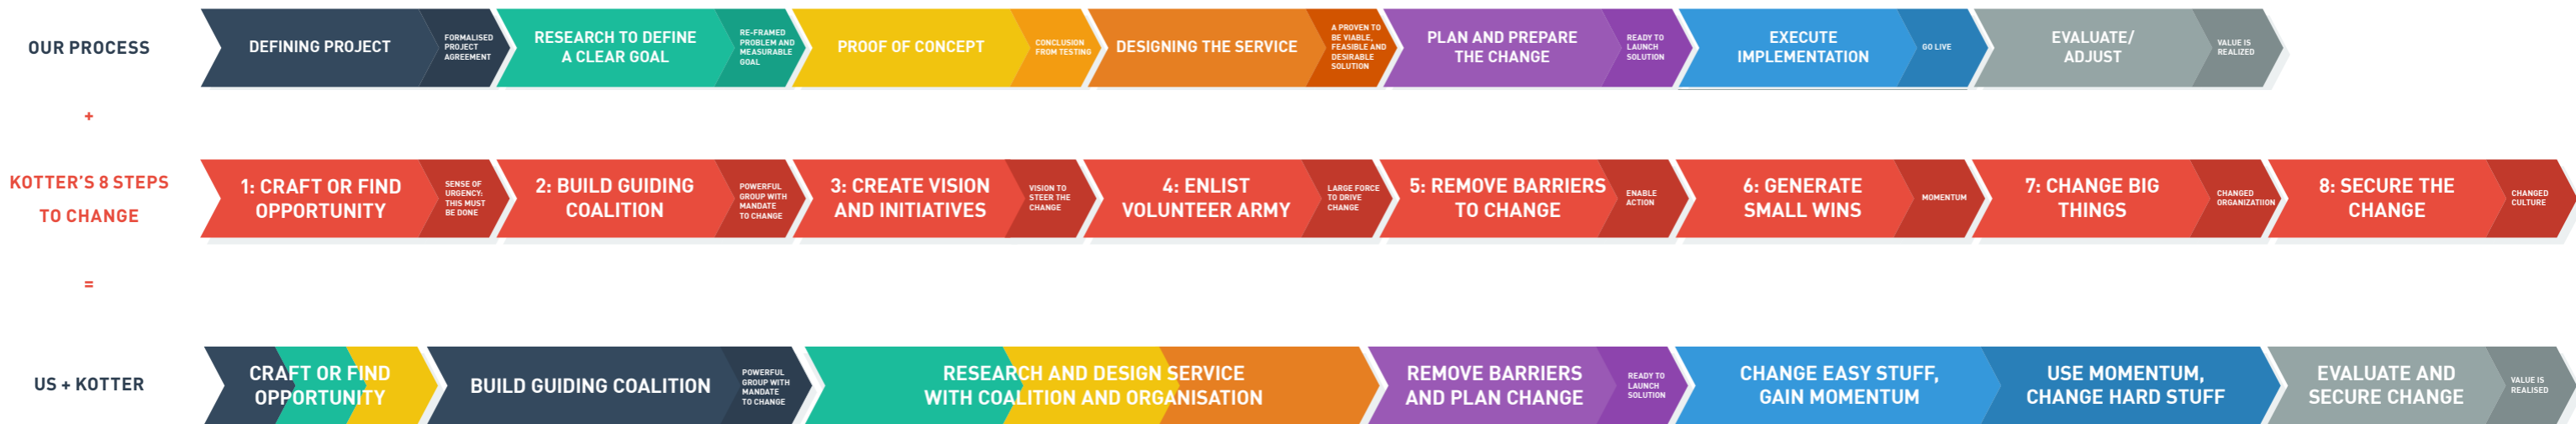 OUR PROCESS
DEFINING PROJECT
FORMALISED
PROJECT
AGREEMENT
RESEARCH TO DEFINE
A CLEAR GOAL
RE-FRAMED
PROBLEM AND
MEASURABLE
GOAL
PROOF OF CONCEPT
CONCLUSION
FROM TESTING
DESIGNING THE SERVICE
A PROVEN TO
BE VIABLE,
FEASIBLE AND
DESIRABLE
SOLUTION
PLAN AND PREPARE
THE CHANGE
READY TO
LAUNCH
SOLUTION
EXECUTE
IMPLEMENTATION
GO LIVE
EVALUATE/
ADJUST
VALUE IS
REALIZED
+
KOTTER'S 8 STEPS
TO CHANGE
1: CRAFT OR FIND
OPPORTUNITY
SENSE OF
URGENCY:
THIS MUST
BE DONE
2: BUILD GUIDING
COALITION
POWERFUL
GROUP WITH
MANDATE
TO CHANGE
3: CREATE VISION
AND INITIATIVES
VISION TO
STEER THE
CHANGE
4: ENLIST
VOLUNTEER ARMY
LARGE FORCE
TO DRIVE
CHANGE
5: REMOVE BARRIERS
TO CHANGE
ENABLE
ACTION
6: GENERATE
SMALL WINS
MOMENTUM
7: CHANGE BIG
THINGS
CHANGED
ORGANIZATIION
8: SECURE THE
CHANGE
CHANGED
CULTURE
=
US + KOTTER
CRAFT OR FIND
OPPORTUNITY
BUILD GUIDING COALITION
POWERFUL
GROUP WITH
MANDATE
TO CHANGE
RESEARCH AND DESIGN SERVICE
WITH COALITION AND ORGANISATION
REMOVE BARRIERS
AND PLAN CHANGE
READY TO
LAUNCH
SOLUTION
CHANGE EASY STUFF,
GAIN MOMENTUM
USE MOMENTUM,
CHANGE HARD STUFF
EVALUATE AND
SECURE CHANGE
VALUE IS
REALISED